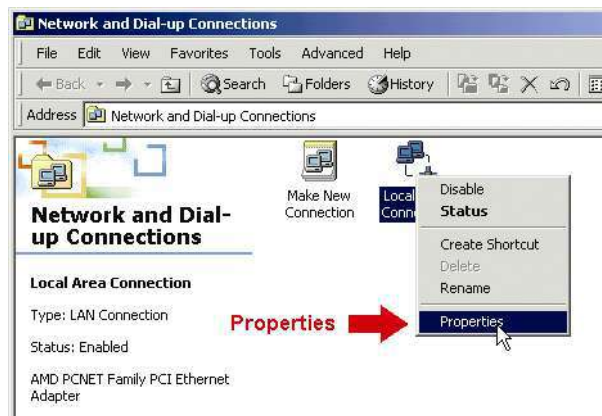 Network and Dial-up Connections
File Edit View Favorites Tools Advanced Help
Back Search Folders History
Address Network and Dial-up Connections
Make New
Connection
Local
Conn
Network and Dial-
up Connections
Local Area Connection
Type: LAN Connection
Status: Enabled
AMD PCNET Family PCI Ethernet
Adapter
Disable
Status
Create Shortcut
Delete
Rename
Properties
Properties